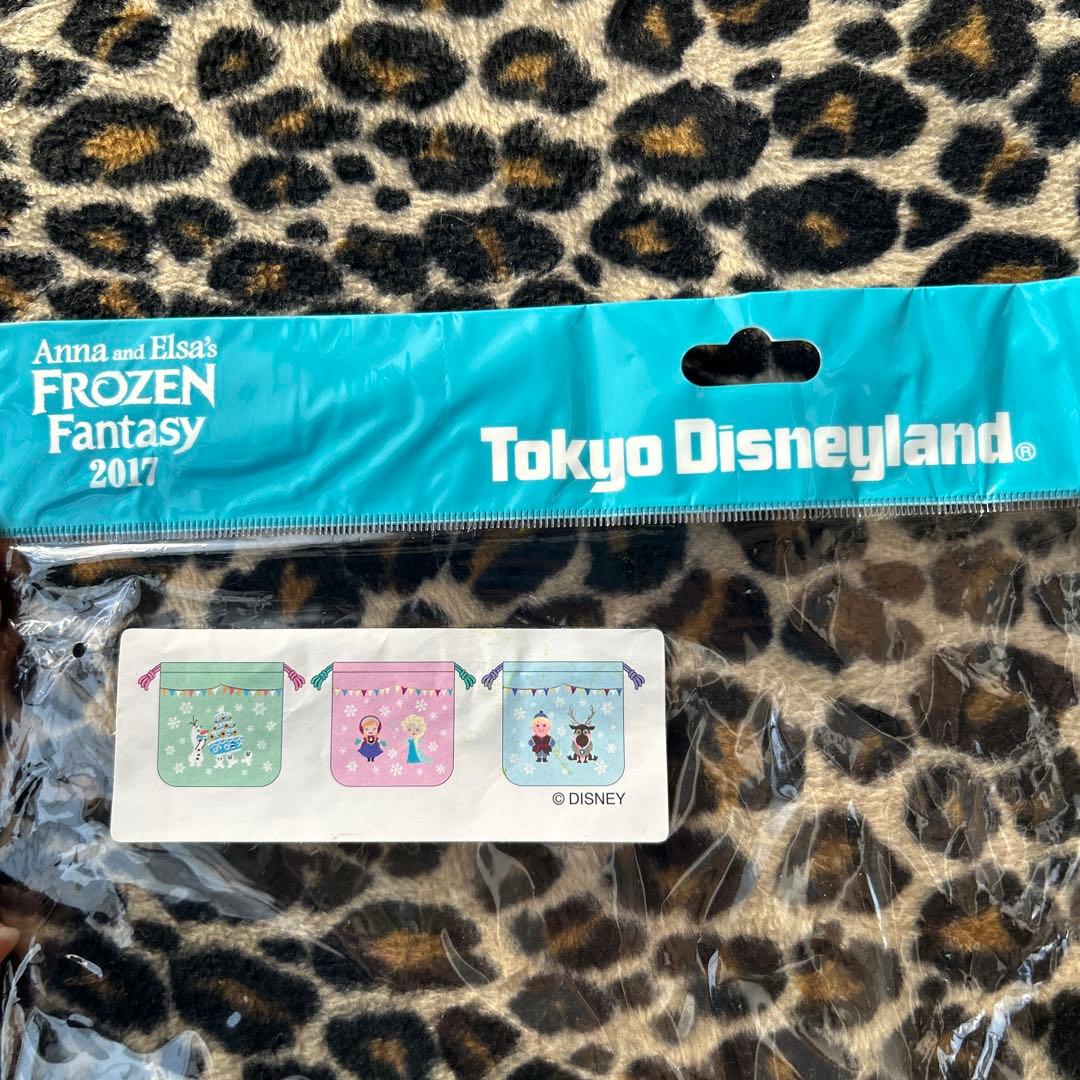 Anna and Elsa's
FROZEN
Fantasy
2017
Tokyo Disneyland®
© DISNEY